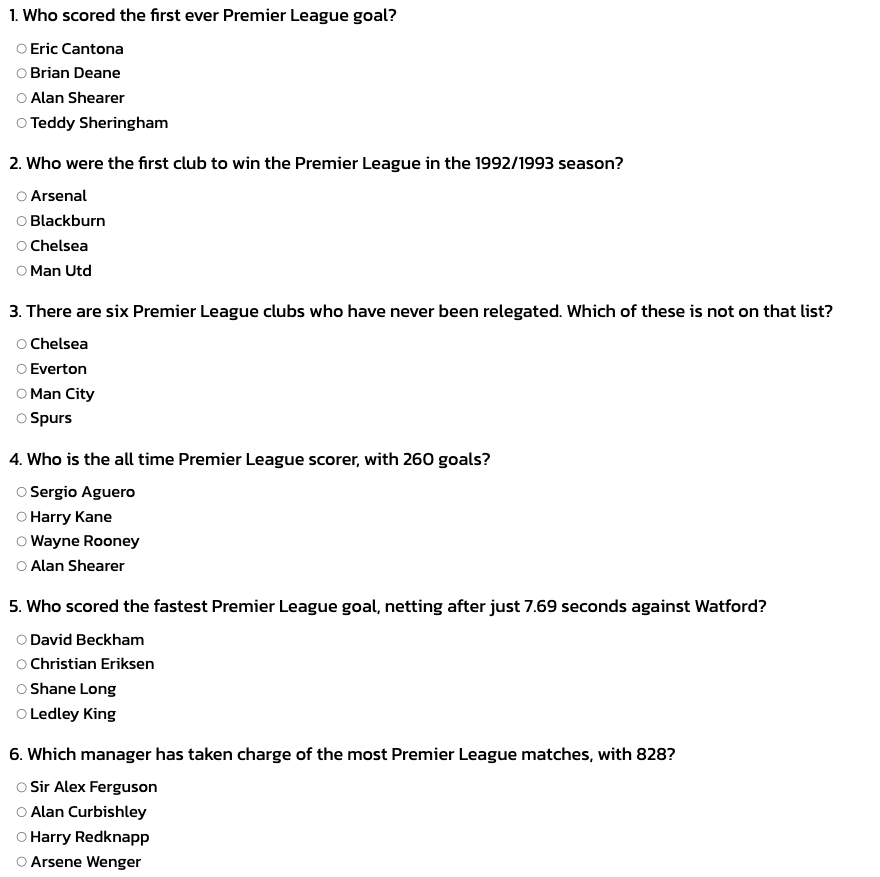 1. Who scored the first ever Premier League goal?
Eric Cantona
Brian Deane
Alan Shearer
Teddy Sheringham
2. Who were the first club to win the Premier League in the 1992/1993 season?
Arsenal
Blackburn
Chelsea
Man Utd
3. There are six Premier League clubs who have never been relegated. Which of these is not on that list?
Chelsea
Everton
Man City
Spurs
4. Who is the all time Premier League scorer, with 260 goals?
Sergio Aguero
Harry Kane
Wayne Rooney
Alan Shearer
5. Who scored the fastest Premier League goal, netting after just 7.69 seconds against Watford?
David Beckham
Christian Eriksen
Shane Long
Ledley King
6. Which manager has taken charge of the most Premier League matches, with 828?
Sir Alex Ferguson
Alan Curbishley
Harry Redknapp
Arsene Wenger